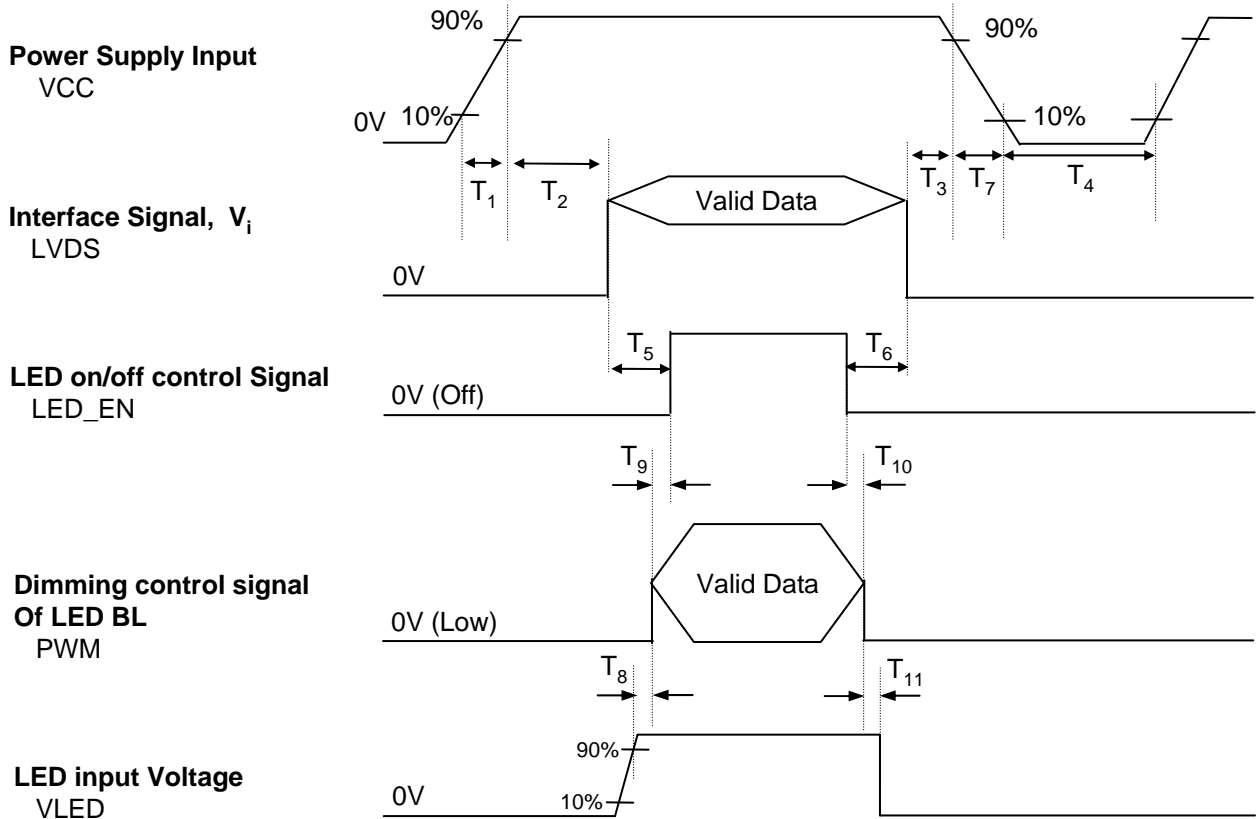 90%
90%
Power Supply Input
VCC
10%
10%
0V
T1
T2
T3
T7
T4
Valid Data
Interface Signal, Vi
LVDS
0V
T5
T6
LED on/off control Signal
LED_EN
0V (Off)
T9
T10
Valid Data
Dimming control signal
Of LED BL
PWM
0V (Low)
T8
T11
90%
LED input Voltage
VLED
0V
10%